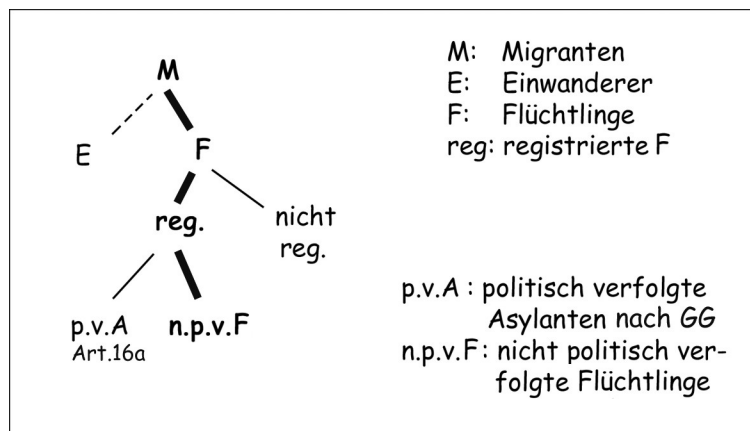 M
E
F
reg.
nicht
reg.
p.v.A
Art.16a
n.p.v.F
M: Migranten
E: Einwanderer
F: Flüchtlinge
reg: registrierte F
p.v.A : politisch verfolgte
Asylanten nach GG
n.p.v.F: nicht politisch ver-
folgte Flüchtlinge